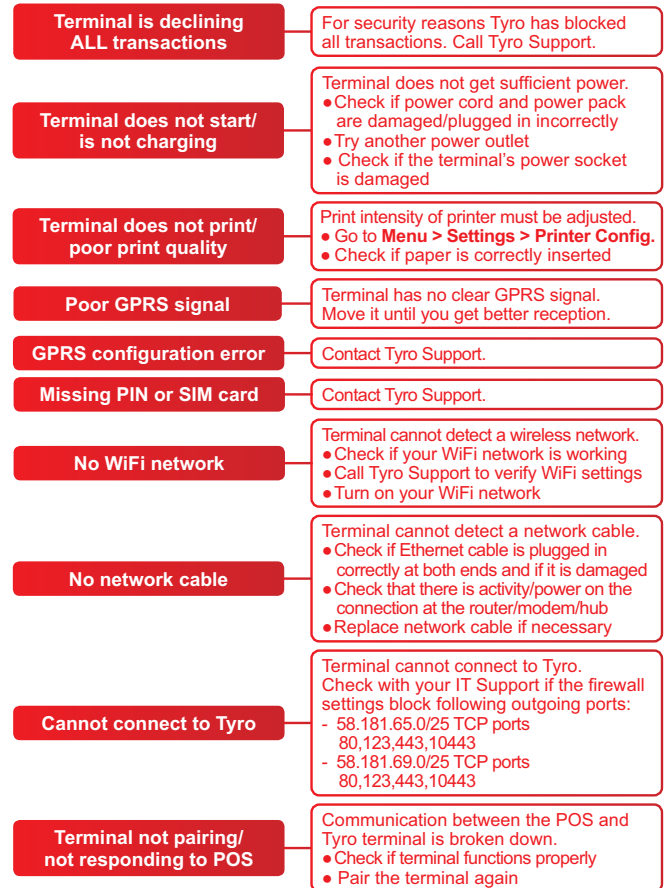 Terminal is declining
ALL transactions
For security reasons Tyro has blocked
all transactions. Call Tyro Support.
Terminal does not start/
is not charging
Terminal does not get sufficient power.
●Check if power cord and power pack
are damaged/plugged in incorrectly
●Try another power outlet
● Check if the terminal's power socket
is damaged
Terminal does not print/
poor print quality
Print intensity of printer must be adjusted.
● Go to Menu > Settings > Printer Config.
● Check if paper is correctly inserted
Poor GPRS signal
Terminal has no clear GPRS signal.
Move it until you get better reception.
GPRS configuration error
Contact Tyro Support.
Missing PIN or SIM card
Contact Tyro Support.
No WiFi network
Terminal cannot detect a wireless network.
●Check if your WiFi network is working
●Call Tyro Support to verify WiFi settings
●Turn on your WiFi network
No network cable
Terminal cannot detect a network cable.
●Check if Ethernet cable is plugged in
correctly at both ends and if it is damaged
●Check that there is activity/power on the
connection at the router/modem/hub
●Replace network cable if necessary
Cannot connect to Tyro
Terminal cannot connect to Tyro.
Check with your IT Support if the firewall
settings block following outgoing ports:
- 58.181.65.0/25 TCP ports
80,123,443,10443
- 58.181.69.0/25 TCP ports
80,123,443,10443
Terminal not pairing/
not responding to POS
Communication between the POS and
Tyro terminal is broken down.
●Check if terminal functions properly
● Pair the terminal again